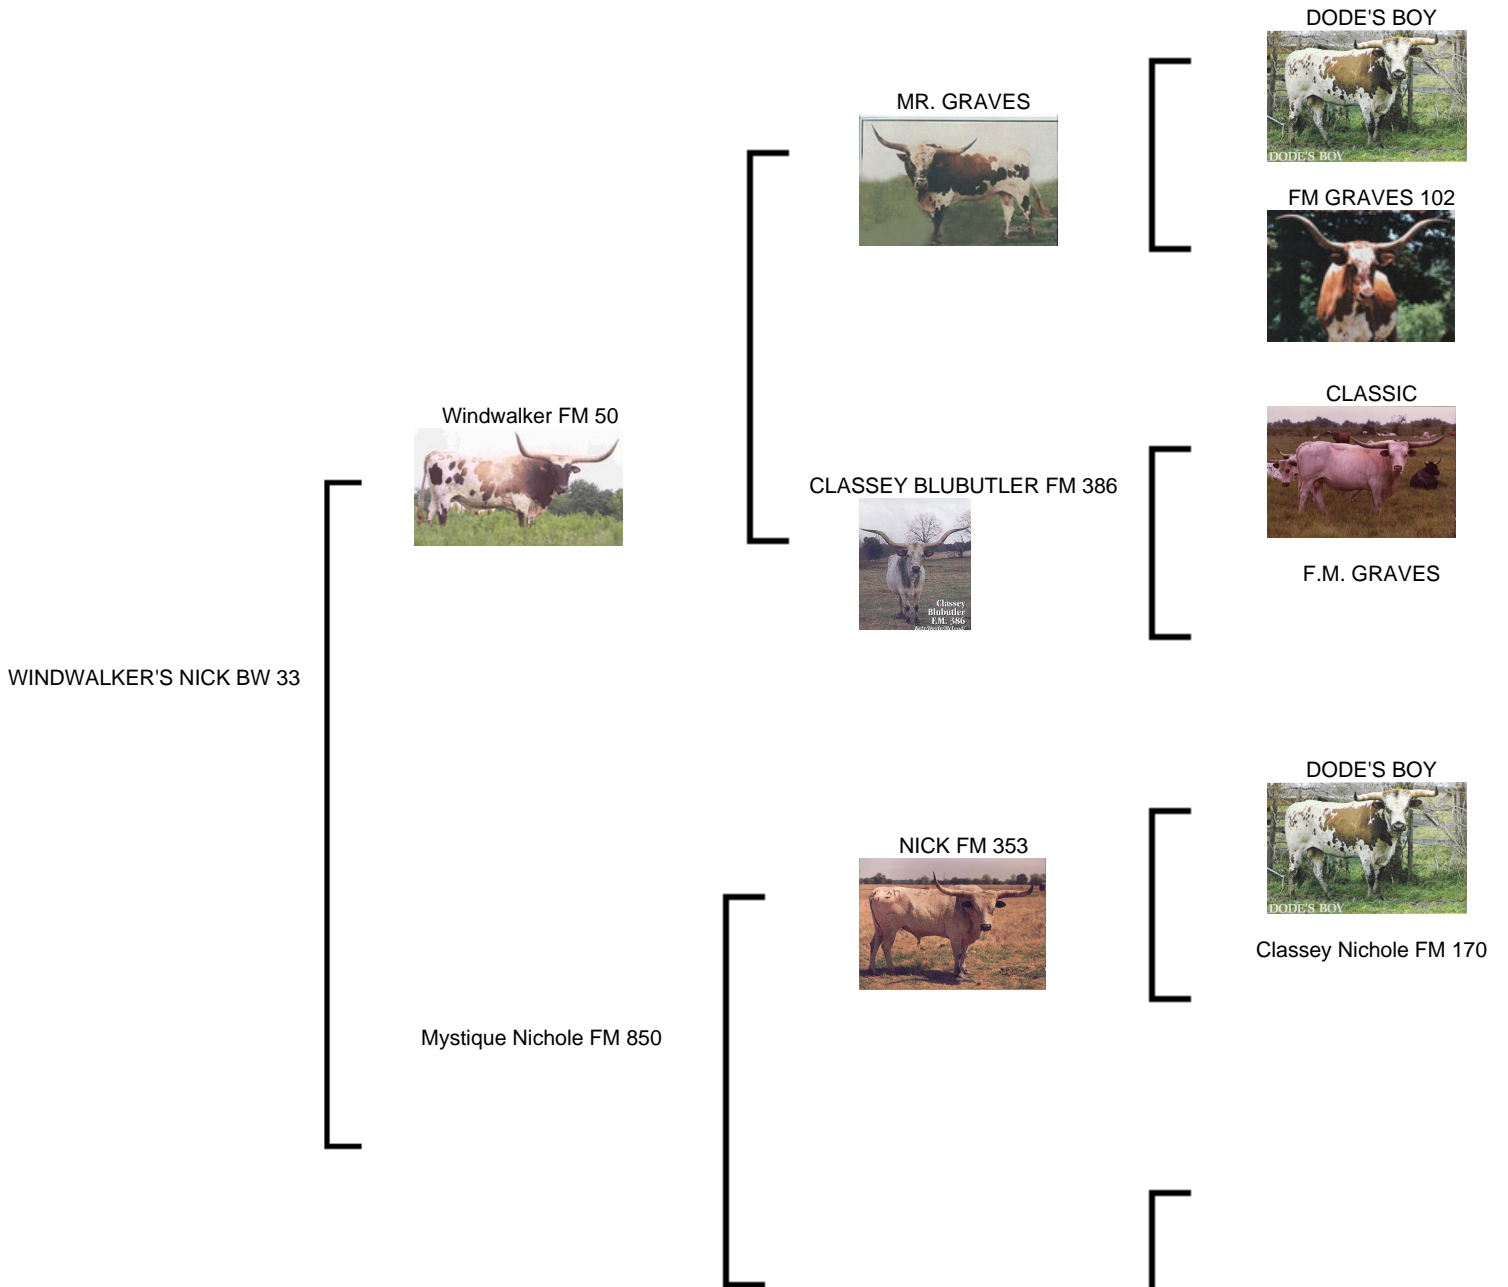 DODE'S BOY
DODE'S BOY
MR. GRAVES
FM GRAVES 102
CLASSIC
Windwalker FM 50
CLASSEY BLUBUTLER FM 386
Classey
Blubutler
F.M. 386
F.M. GRAVES
WINDWALKER'S NICK BW 33
DODE'S BOY
DODE'S BOY
NICK FM 353
Classey Nichole FM 170
Mystique Nichole FM 850